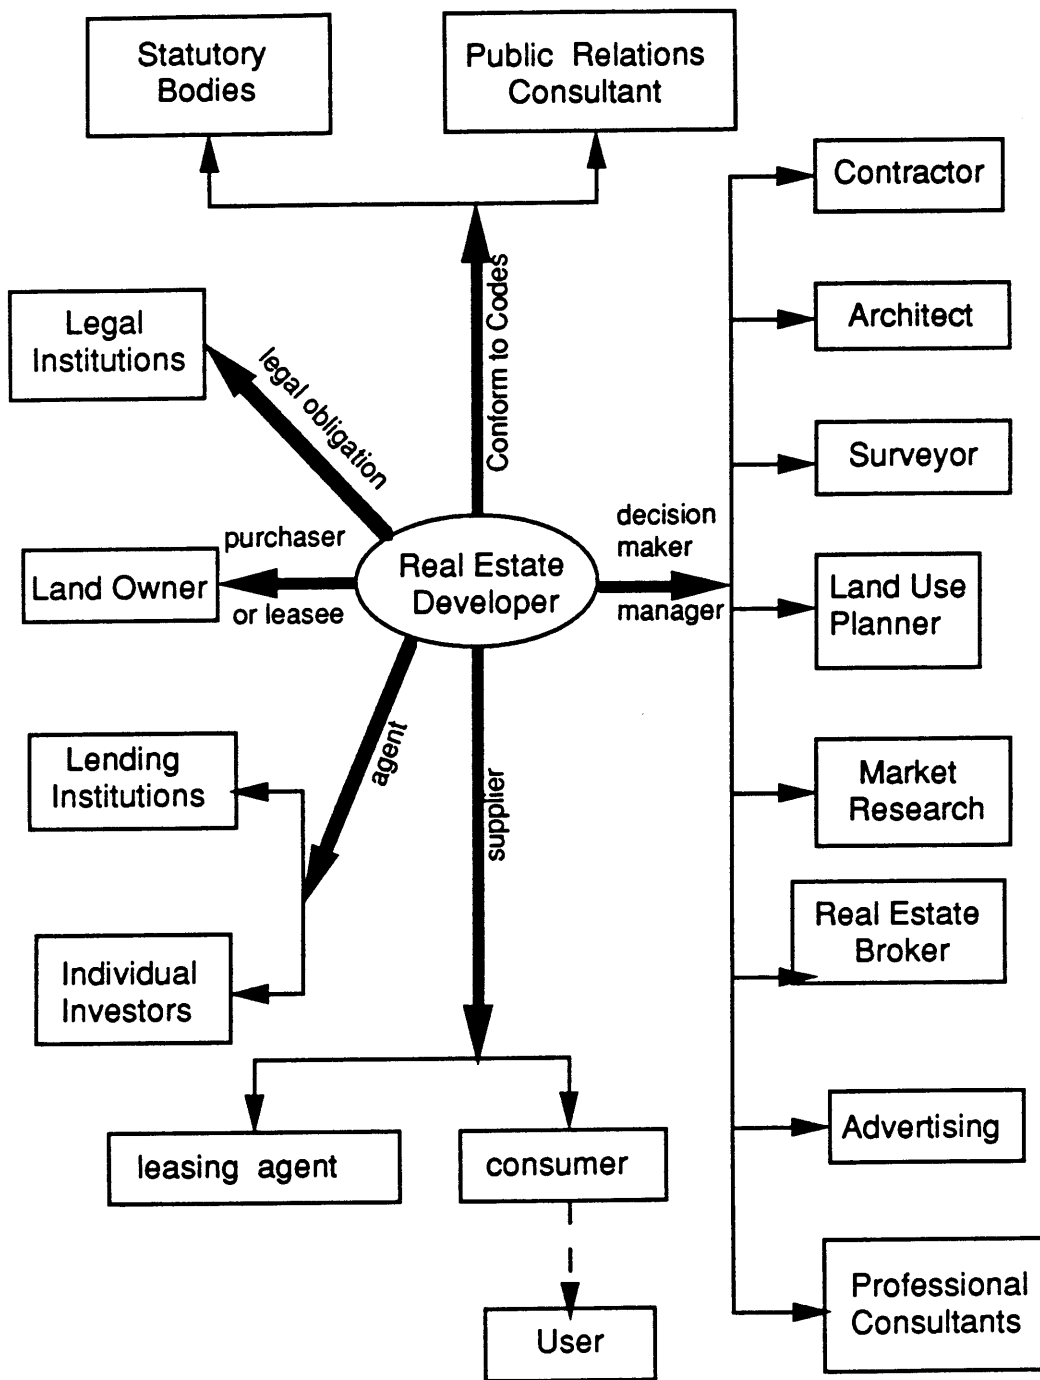 Statutory
Bodies
Public Relations
Consultant
Contractor
Legal
Institutions
legal obligation
Conform to Codes
Architect
Surveyor
purchaser
Land Owner
or leasee
Real Estate
Developer
decision
maker
manager
Land Use
Planner
Lending
Institutions
agent
supplier
Market
Research
Real Estate
Broker
Individual
Investors
leasing agent
consumer
Advertising
User
Professional
Consultants